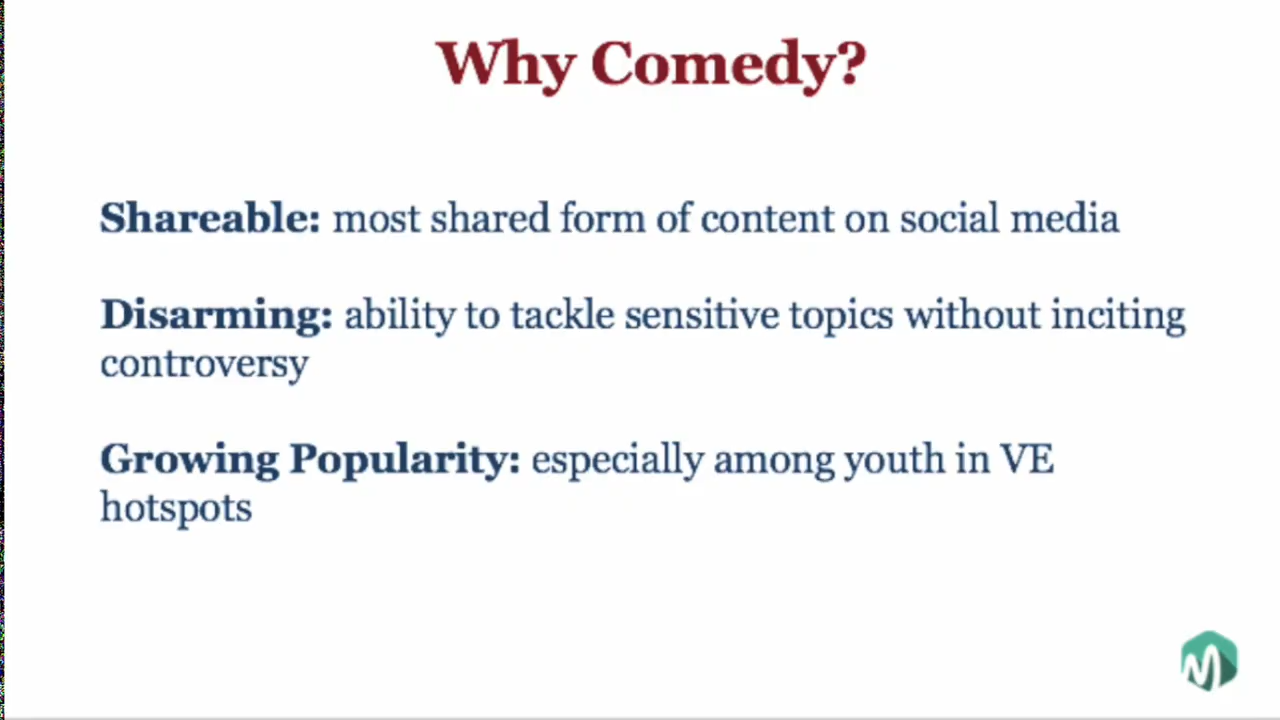 Why Comedy?
Shareable: most shared form of content on social media
Disarming: ability to tackle sensitive topics without inciting
controversy
Growing Popularity: especially among youth in VE
hotspots
M